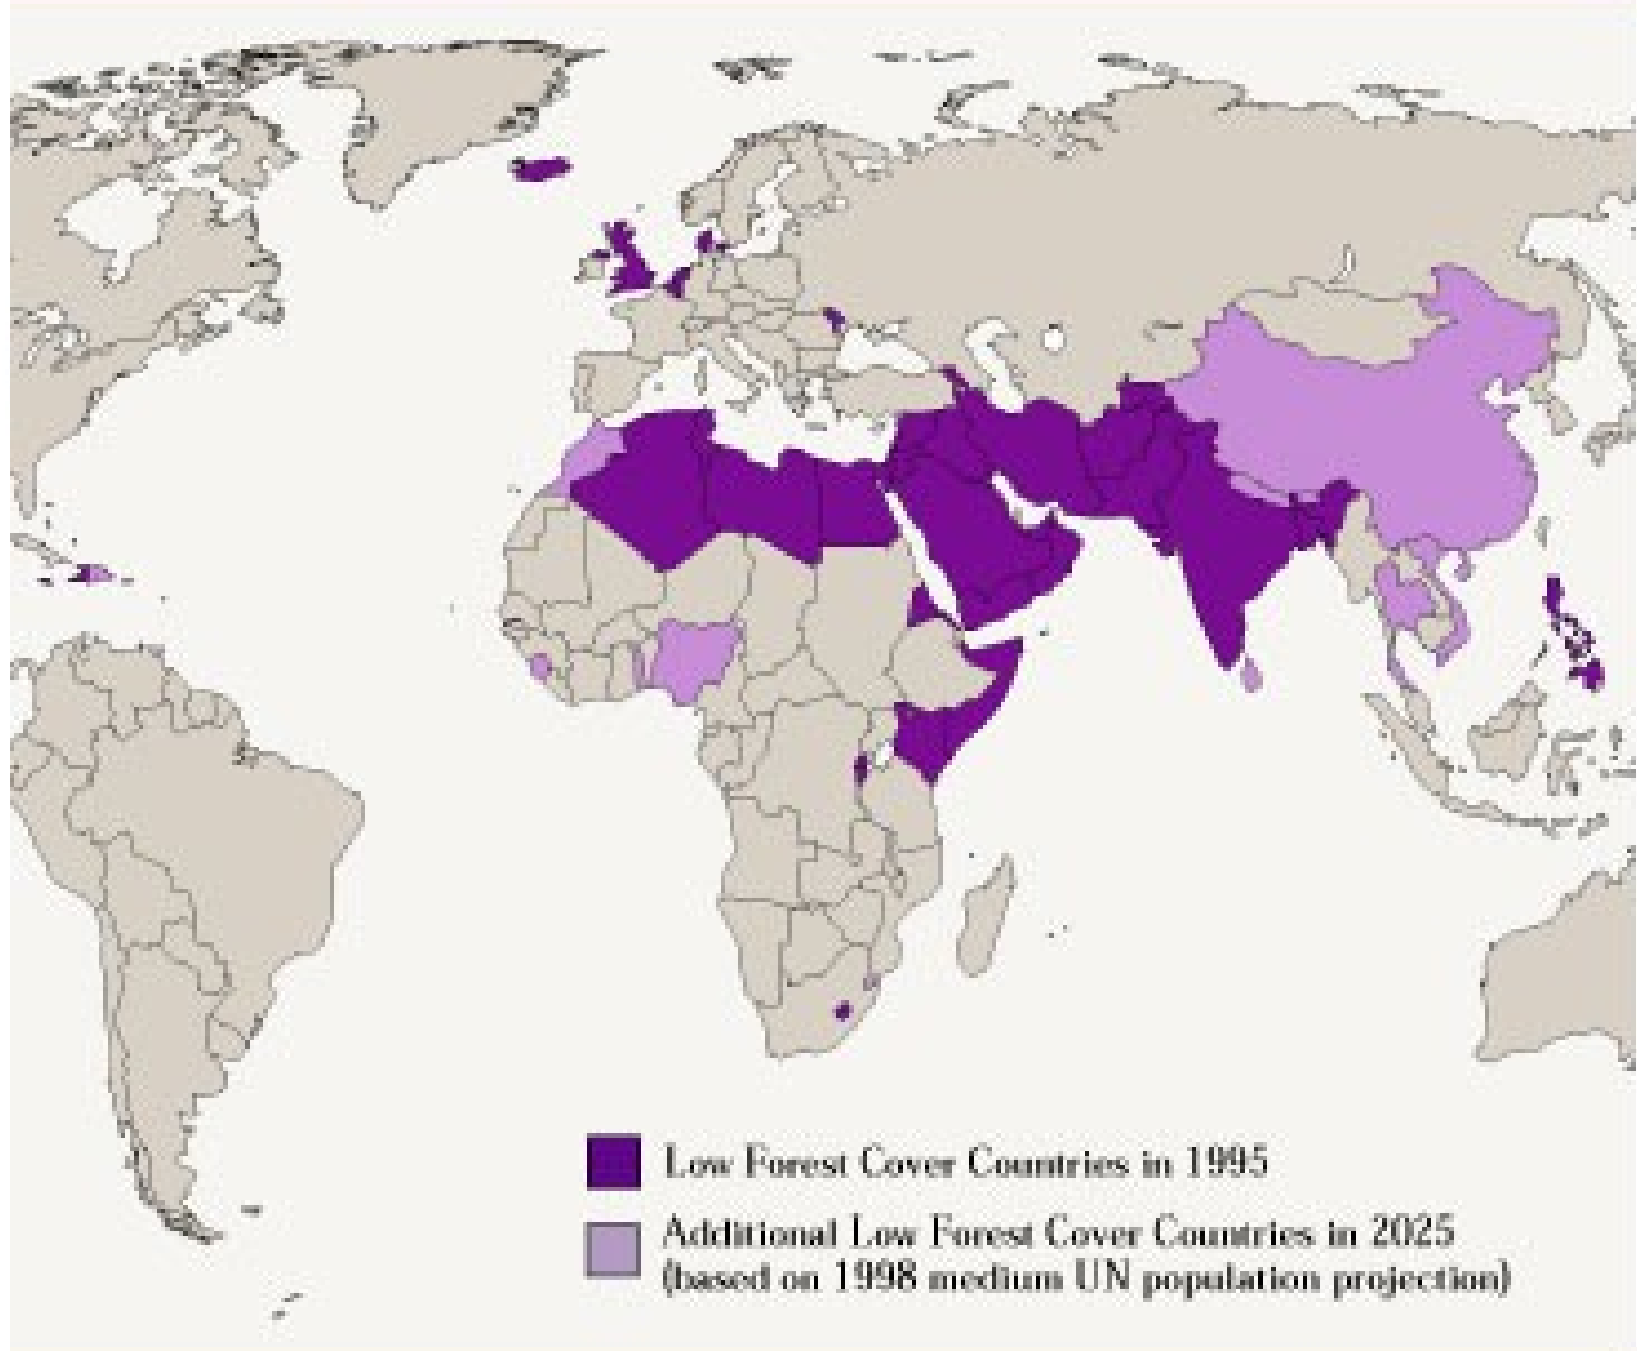 Low Forest Cover Countries in 1995
Additional Low Forest Cover Countries in 2025
(based on 1998 medium UN population projection)